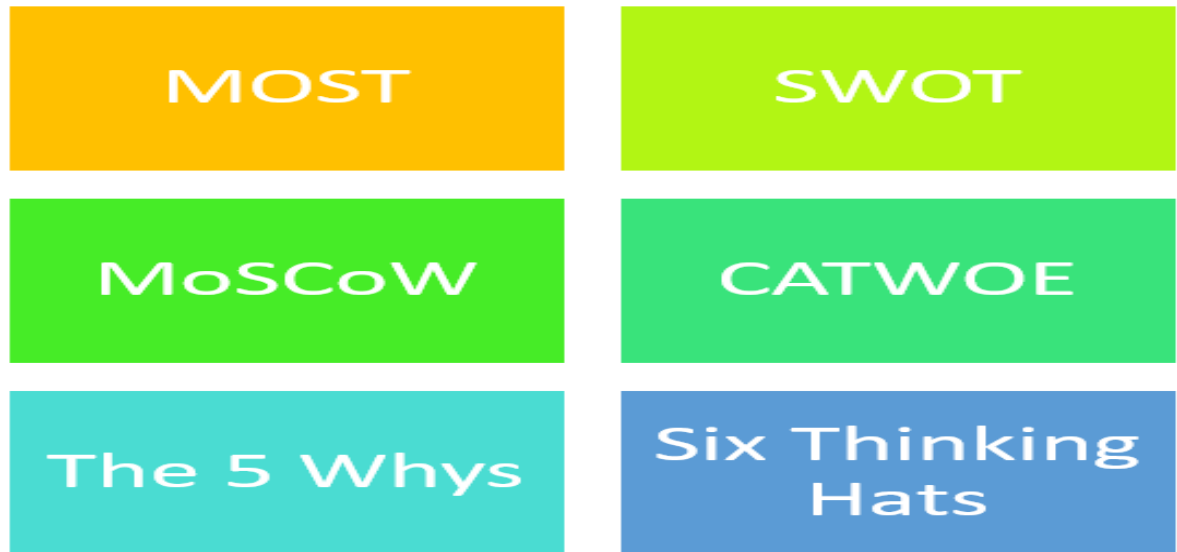 MOST
SWOT
MoSCoW
CATWOE
The 5 Whys
Six Thinking
Hats